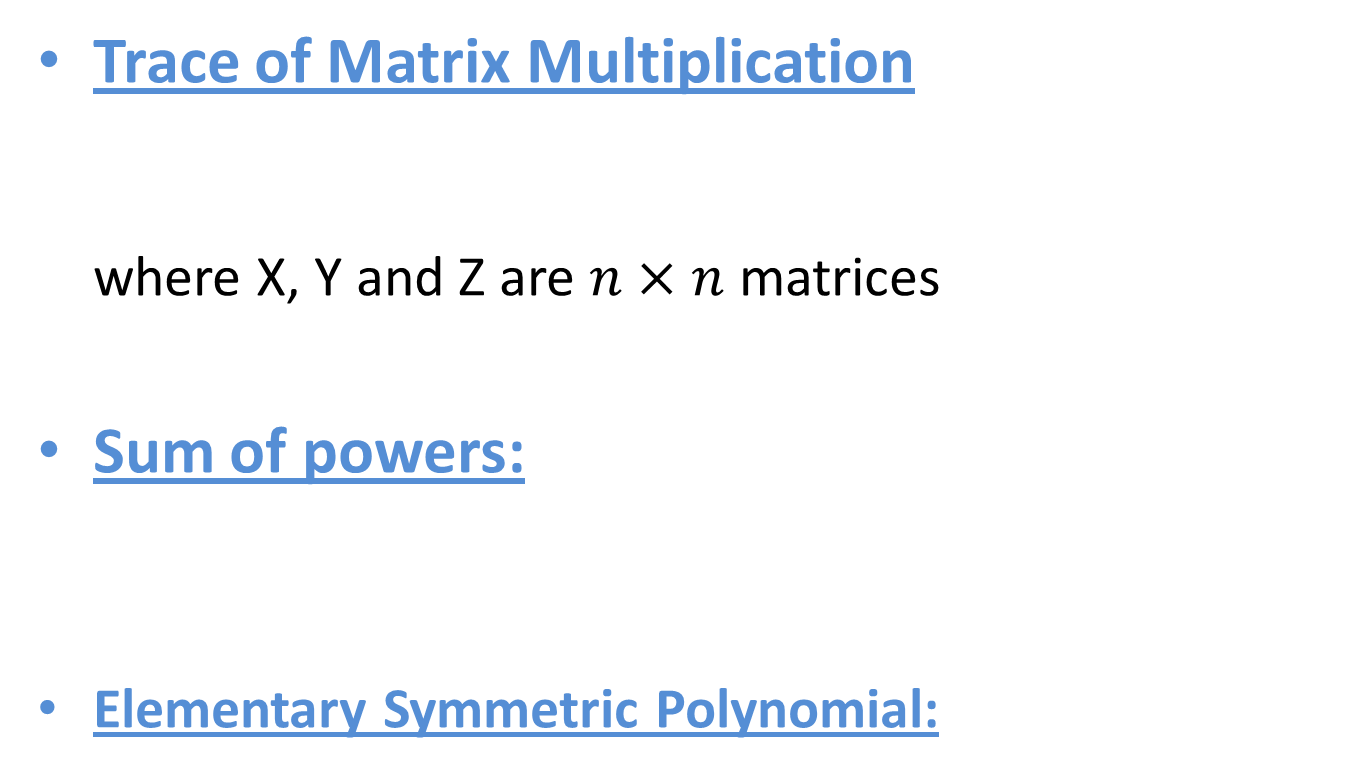 • Trace of Matrix Multiplication
where X, Y and Z are 𝑛 × 𝑛 matrices
• Sum of powers:
• Elementary Symmetric Polynomial: